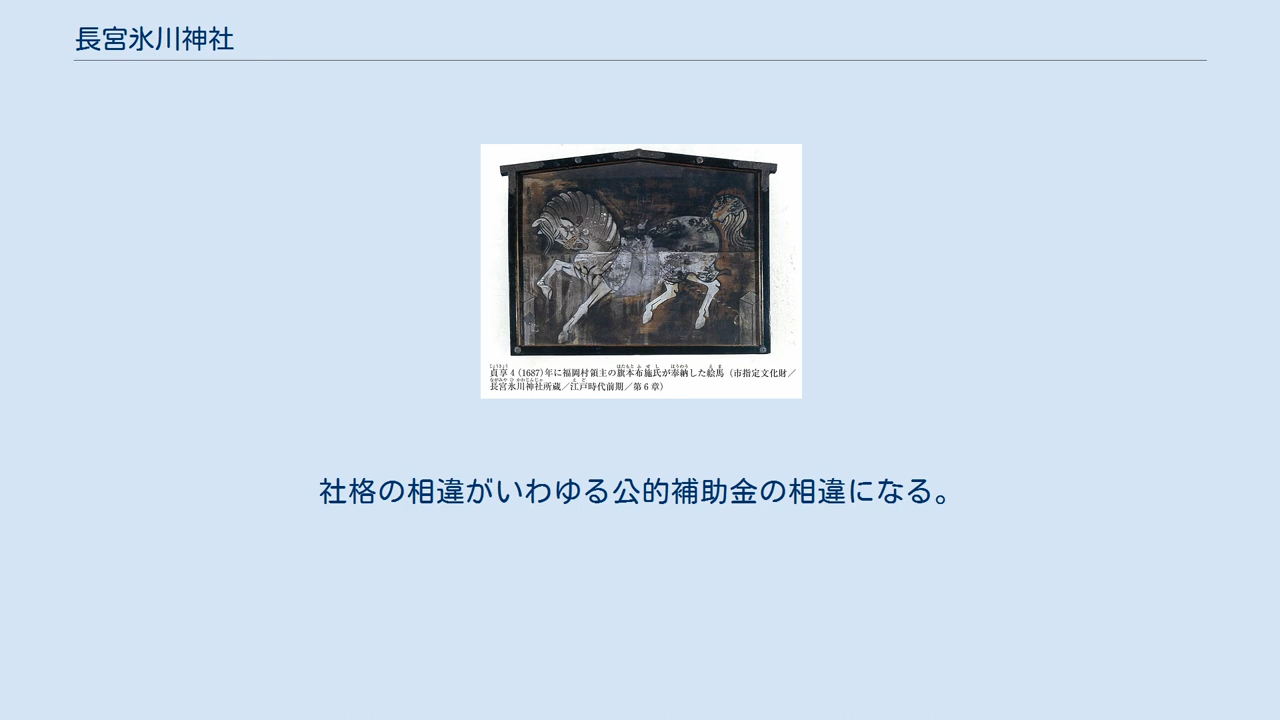 長宮氷川神社
貞享4(1687)年に福岡村領主の旗本布施氏が奉納した絵馬(市指定文化財／
長宮氷川神社所蔵／江戸時代前期／第6章)
社格の相違がいわゆる公的補助金の相違になる。